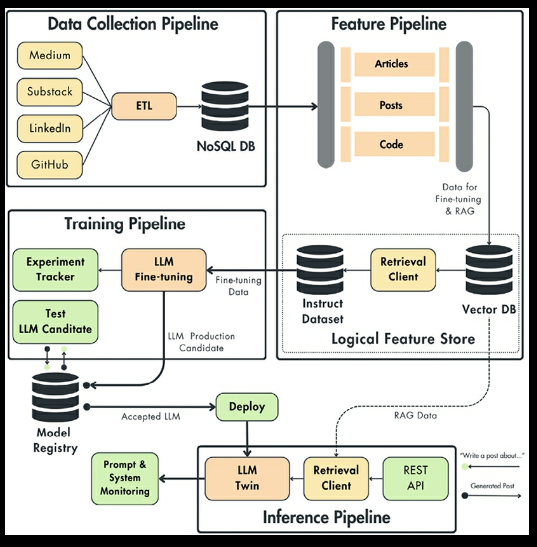 Data Collection Pipeline
Medium
Substack
LinkedIn
GitHub
ETL
NoSQL DB
Feature Pipeline
Articles
Posts
Code
Data for
Fine-tuning
& RAG
Training Pipeline
Experiment
Tracker
LLM
Fine-tuning
Fine-tuning
Data
Instruct
Dataset
Retrieval
Client
Vector DB
Logical Feature Store
Test
LLM Canditate
LLM Production
Candidate
Model
Registry
Accepted LLM
Deploy
RAG Data
Prompt &
System
Monitoring
LLM
Twin
Retrieval
Client
REST
API
Inference Pipeline
"Write a post about..."
Generated Post